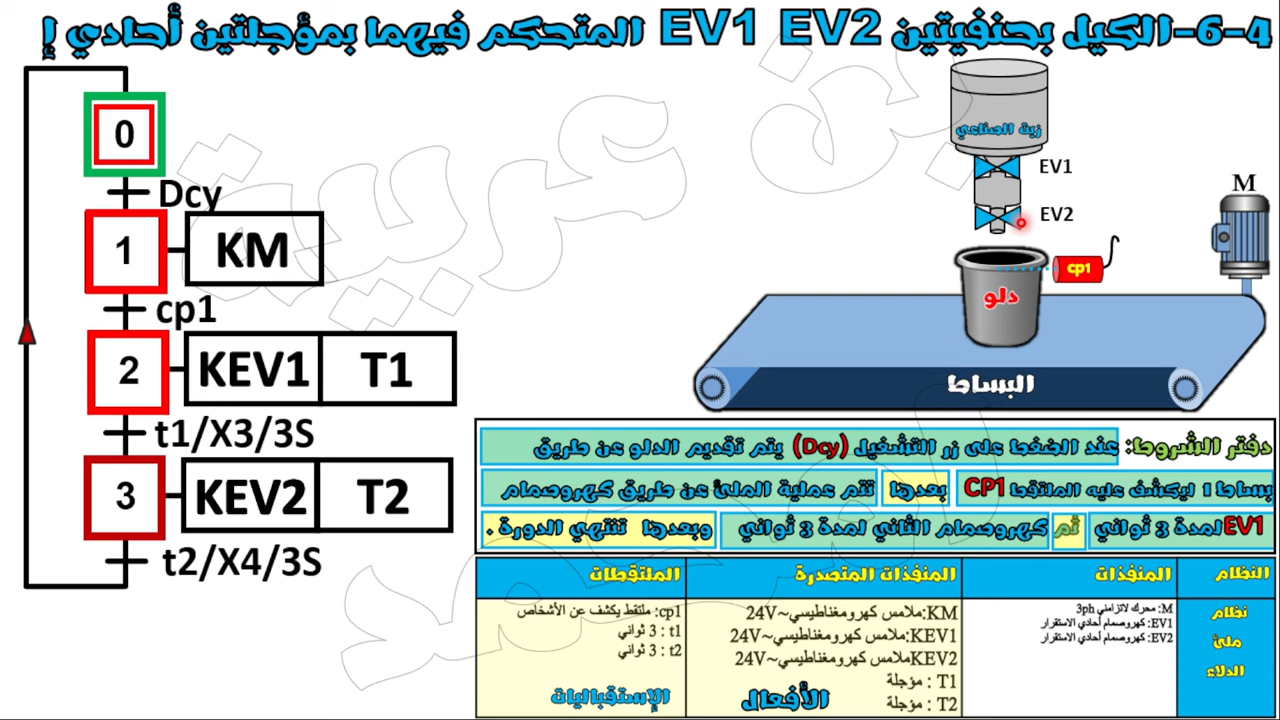 4-6-الكيل بحنفيتين EV1 EV2 المتحكم فيهما بمؤجلتين أحادي إ
0
Dcy
1
KM
cp1
2
KEV1
T1
t1/X3/3S
3
KEV2
T2
t2/X4/3S
زيت الصناعي
EV1
EV2
M
cp1
دلو
البساط
دفتر الشروط: عند الضغط على زر التشغيل (Dcy) يتم تقديم الدلو عن طريق
بساط 1 ليكشف عليه الملتقط CP1 بعدها تتم عملية الملئ عن طريق كهروصمام
EV1 لمدة 3 ثواني ثم كهروصمام الثاني لمدة 3 ثواني وبعدها تنتهي الدورة .
النظام
المنفذات
المنفذات المتصدرة
الملتقطات
نظام
ملئ
الدلاء
M: محرك لاتزامني 3ph
EV1: كهروصمام أحادي الاستقرار
EV2: كهروصمام أحادي الاستقرار
KM:ملامس كهرومغناطيسي~24V
KEV1:ملامس كهرومغناطيسي~24V
KEV2ملامس كهرومغناطيسي~24V
T1 : مؤجلة
T2 : مؤجلة
الأفعال
cp1: ملتقط يكشف عن الأشخاص
t1 : 3 ثواني
t2 : 3 ثواني
الإستقباليات